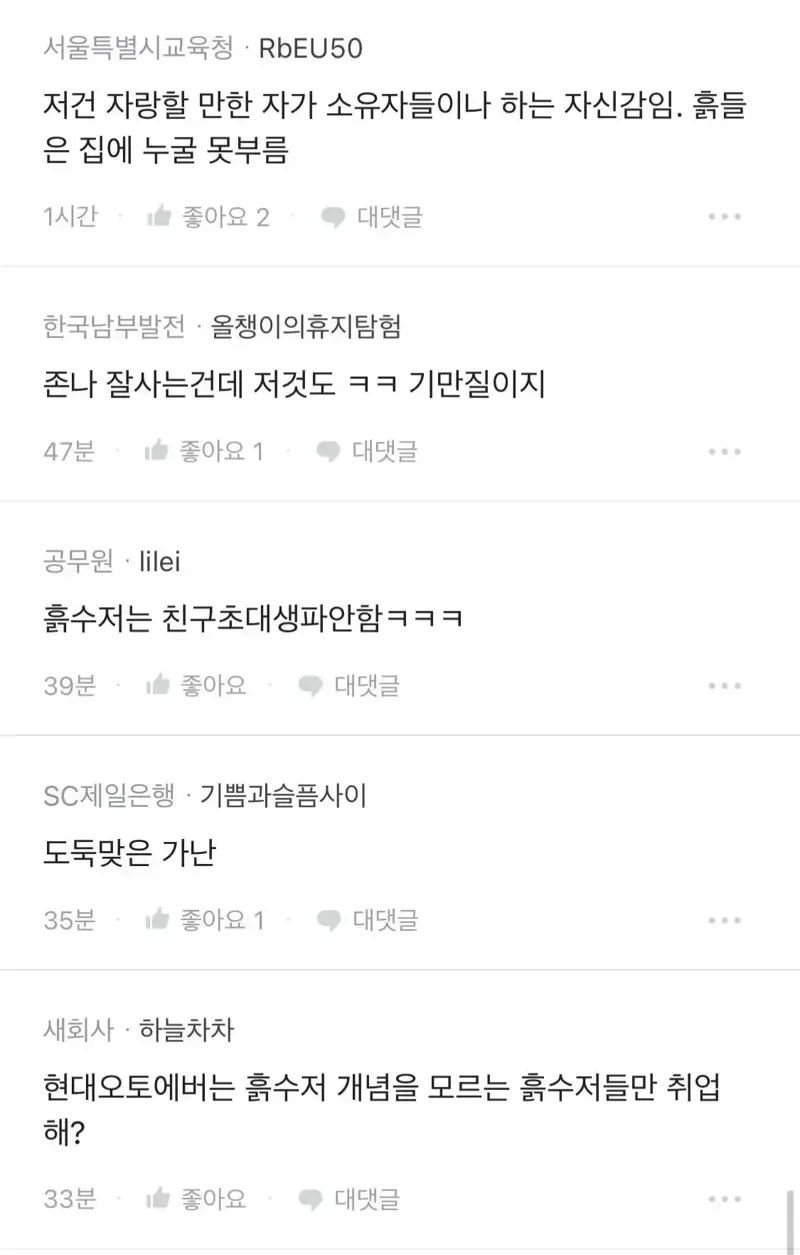 서울특별시교육청 · RbEU50
저건 자랑할 만한 자가 소유자들이나 하는 자신감임. 흙들
은 집에 누굴 못부름
1시간 · 좋아요 2 · 대댓글
한국남부발전 · 올챙이의휴지탐험
존나 잘사는건데 저것도 ㅋㅋ 기만질이지
47분 · 좋아요 1 · 대댓글
공무원 · lilei
흙수저는 친구초대생파안함ㅋㅋㅋ
39분 · 좋아요 · 대댓글
SC제일은행 · 기쁨과슬픔사이
도둑맞은 가난
35분 · 좋아요 1 · 대댓글
새회사 · 하늘차차
현대오토에버는 흙수저 개념을 모르는 흙수저들만 취업
해?
33분 · 좋아요 · 대댓글